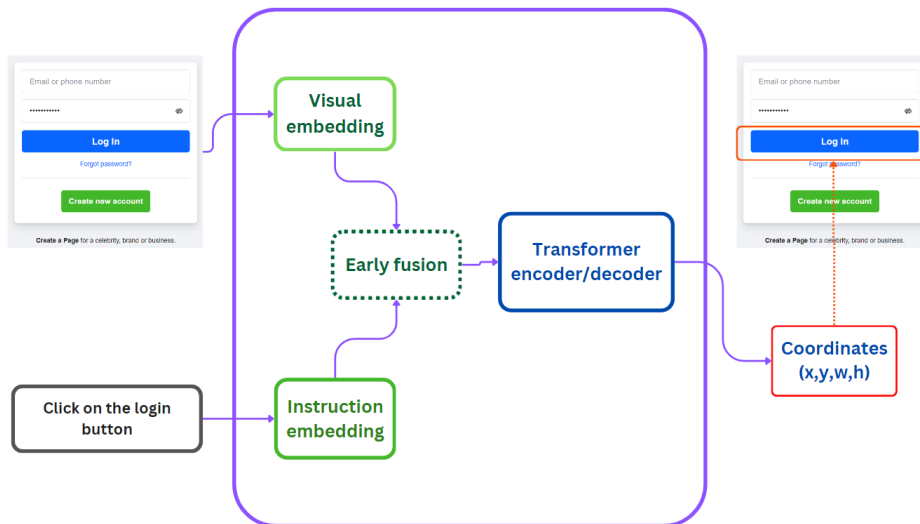 Email or phone number
•••••••••••
Log In
Forgot password?
Create new account
Create a Page for a celebrity, brand or business.
Click on the login
button
Visual
embedding
Early fusion
Instruction
embedding
Transformer
encoder/decoder
Email or phone number
•••••••••••
Log In
Forgot password?
Create new account
Create a Page for a celebrity, brand or business.
Coordinates
(x,y,w,h)